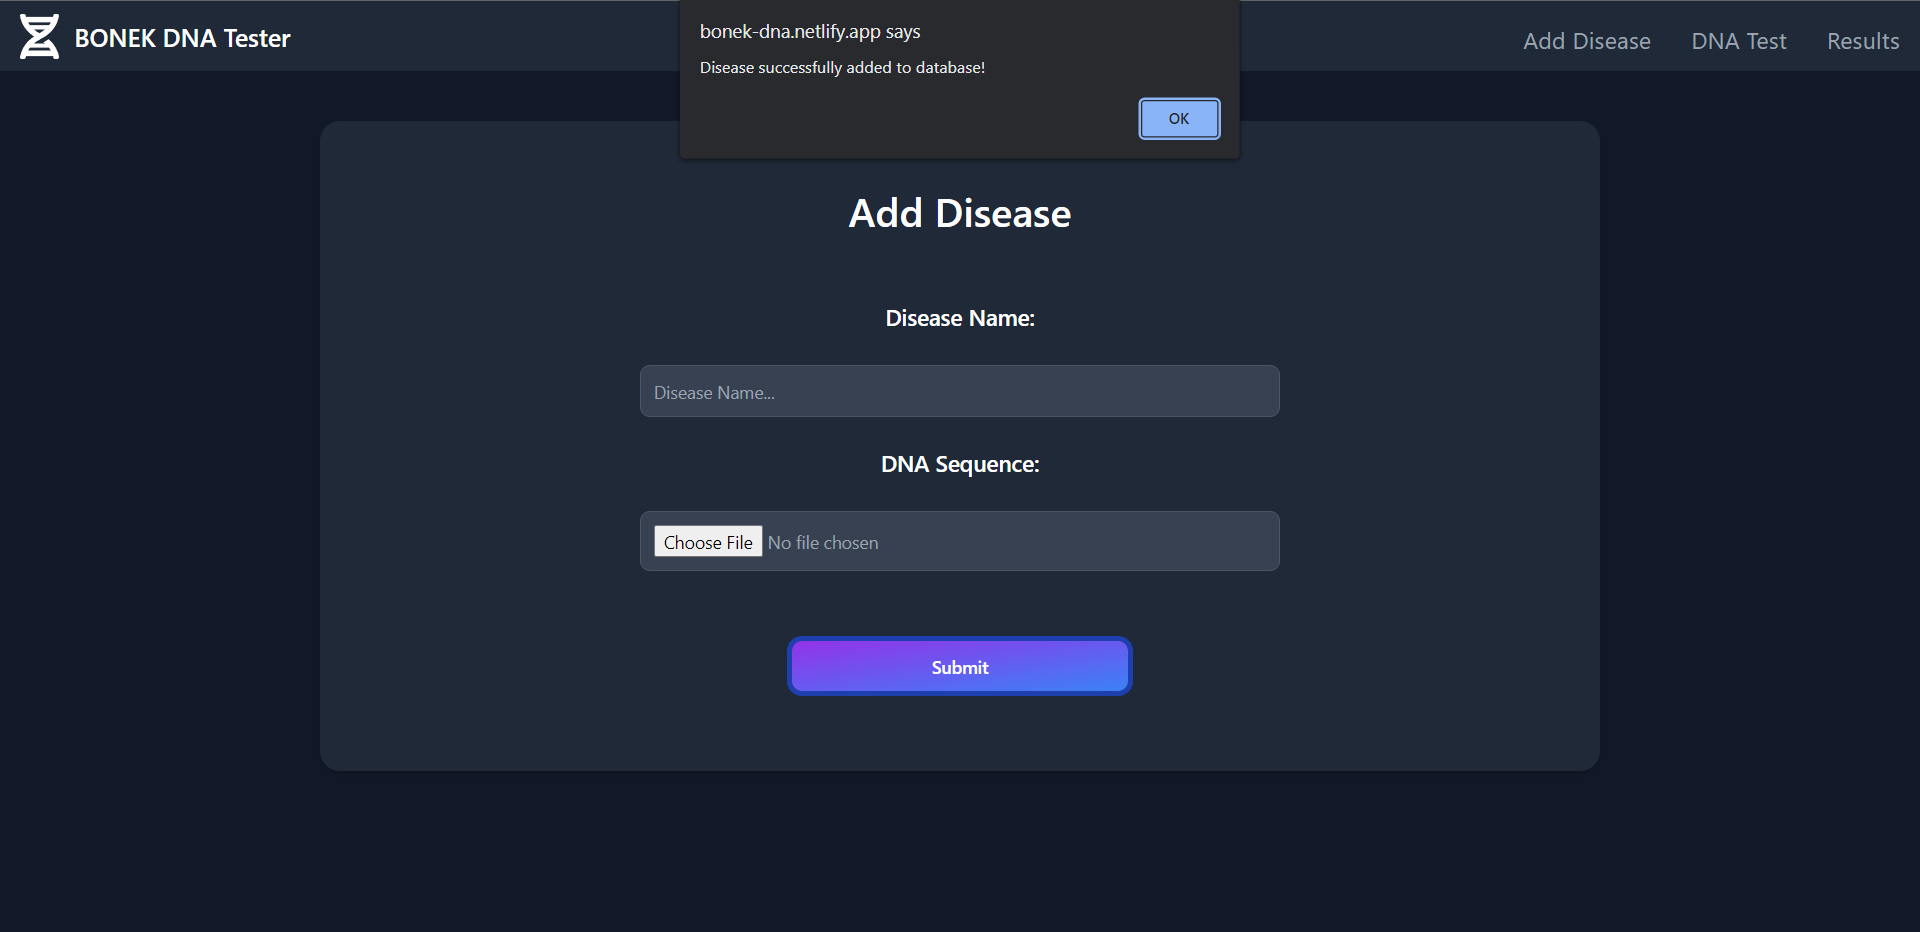 BONEK DNA Tester
bonek-dna.netlify.app says
Disease successfully added to database!
OK
Add Disease
DNA Test
Results
Add Disease
Disease Name:
Disease Name...
DNA Sequence:
Choose File No file chosen
Submit